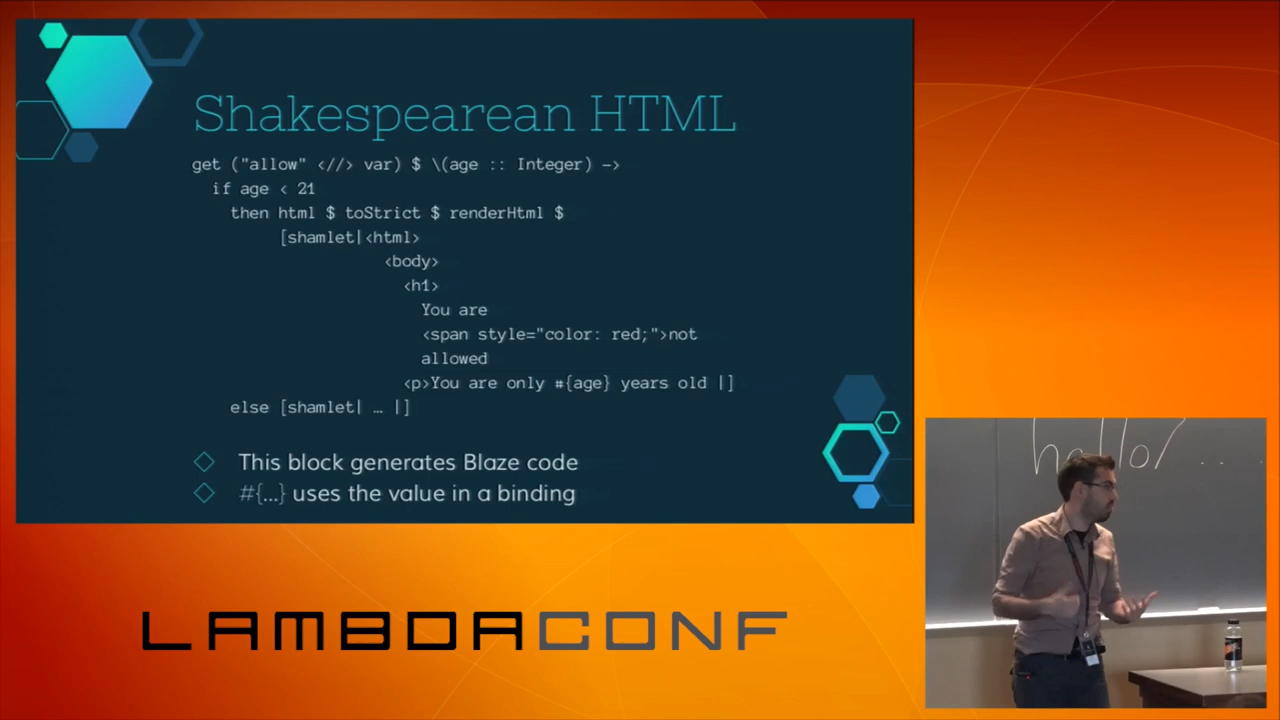 Shakespearean HTML
get ("allow" <//> var) $ \(age :: Integer) ->
if age < 21
then html $ toStrict $ renderHtml $
[shamlet|<html>
<body>
<h1>
You are
<span style="color: red;">not
allowed
<p>You are only #{age} years old |]
else [shamlet| … |]
This block generates Blaze code
#{…} uses the value in a binding
hello/...
LAMBDACONF